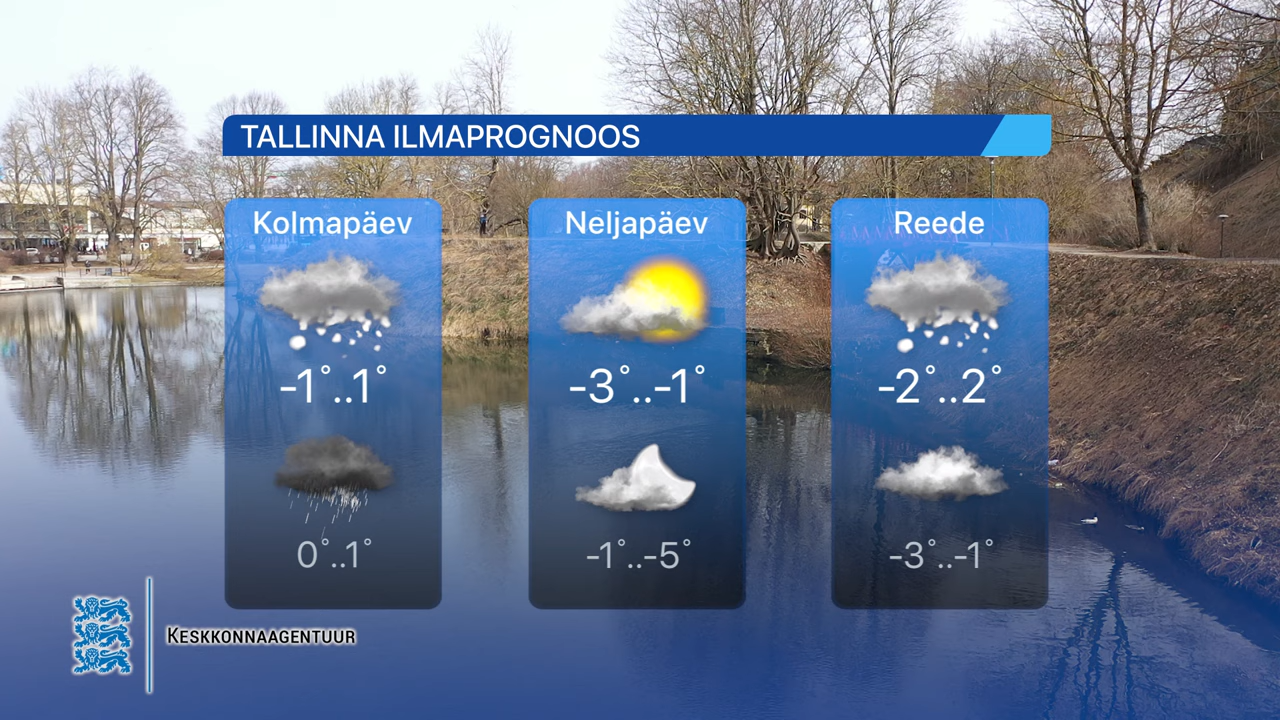 TALLINNA ILMAPROGNOOS
Kolmapäev
-1°..1°
0°..1°
Neljapäev
-3°..-1°
-1°..-5°
Reede
-2°..2°
-3°..-1°
KESKKONNAAGENTUUR